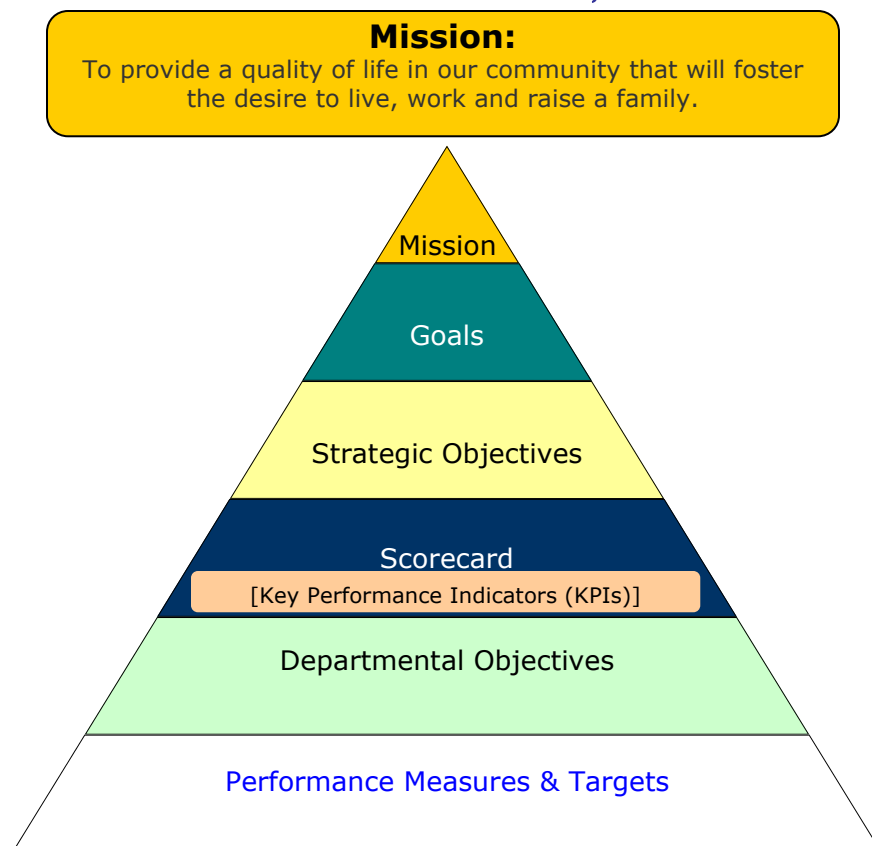 Mission:
To provide a quality of life in our community that will foster
the desire to live, work and raise a family.
Mission
Goals
Strategic Objectives
Scorecard
[Key Performance Indicators (KPIs)]
Departmental Objectives
Performance Measures & Targets